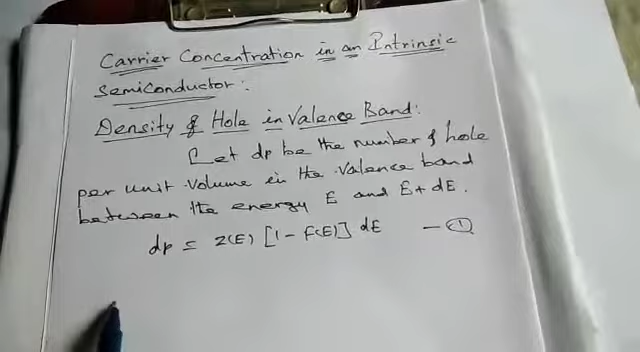 Carrier Concentration in an Intrinsic
Semiconductor:
Density of Hole in Valence Band:
Let dp be the number of hole
per unit volume in the valence band
between the energy E and E+dE.
dp = Z(E) [1 - F(E)] dE — ①